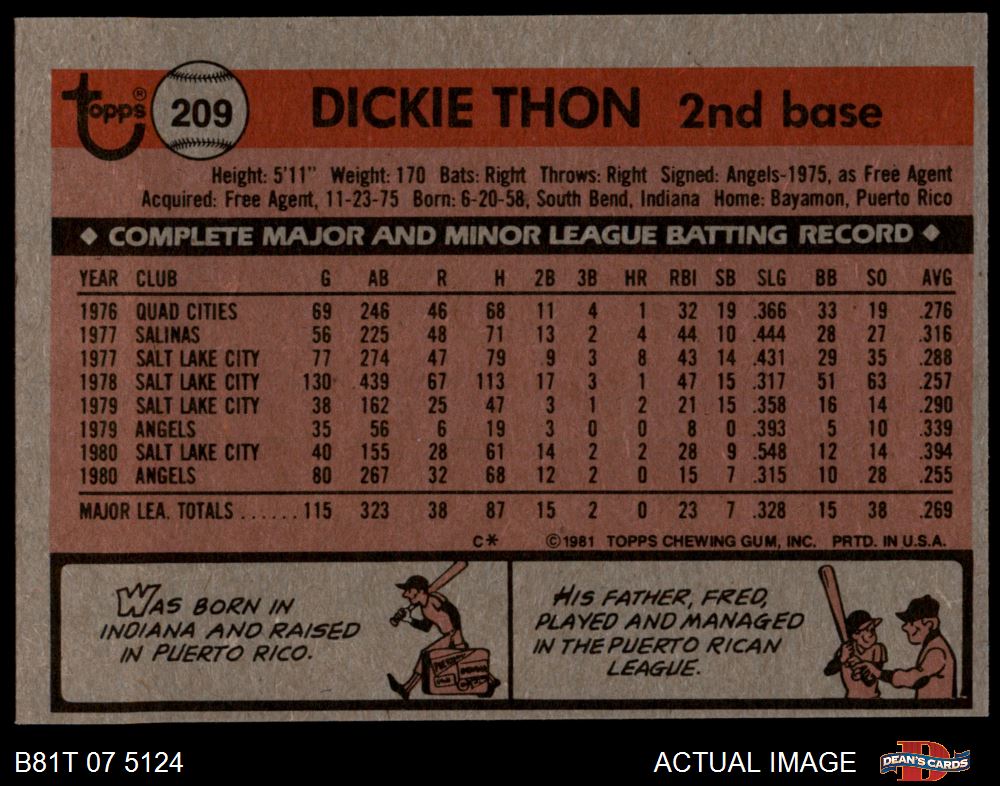 topps® 209 DICKIE THON 2nd base
Height: 5'11" Weight: 170 Bats: Right Throws: Right Signed: Angels-1975, as Free Agent
Acquired: Free Agent, 11-23-75 Born: 6-20-58, South Bend, Indiana Home: Bayamon, Puerto Rico
◆ COMPLETE MAJOR AND MINOR LEAGUE BATTING RECORD ◆
YEAR CLUB G AB R H 2B 3B HR RBI SB SLG BB SO AVG
1976 QUAD CITIES 69 246 46 68 11 4 1 32 19 .366 33 19 .276
1977 SALINAS 56 225 48 71 13 2 4 44 10 .444 28 27 .316
1977 SALT LAKE CITY 77 274 47 79 9 3 8 43 14 .431 29 35 .288
1978 SALT LAKE CITY 130 439 67 113 17 3 1 47 15 .317 51 63 .257
1979 SALT LAKE CITY 38 162 25 47 3 1 2 21 15 .358 16 14 .290
1979 ANGELS 35 56 6 19 3 0 0 8 0 .393 5 10 .339
1980 SALT LAKE CITY 40 155 28 61 14 2 2 28 9 .548 12 14 .394
1980 ANGELS 80 267 32 68 12 2 0 15 7 .315 10 28 .255
MAJOR LEA. TOTALS ...... 115 323 38 87 15 2 0 23 7 .328 15 38 .269
C* ©1981 TOPPS CHEWING GUM, INC. PRTD. IN U.S.A.
WAS BORN IN
INDIANA AND RAISED
IN PUERTO RICO.
HIS FATHER, FRED,
PLAYED AND MANAGED
IN THE PUERTO RICAN
LEAGUE.
B81T 07 5124 ACTUAL IMAGE DEAN'S CARDS